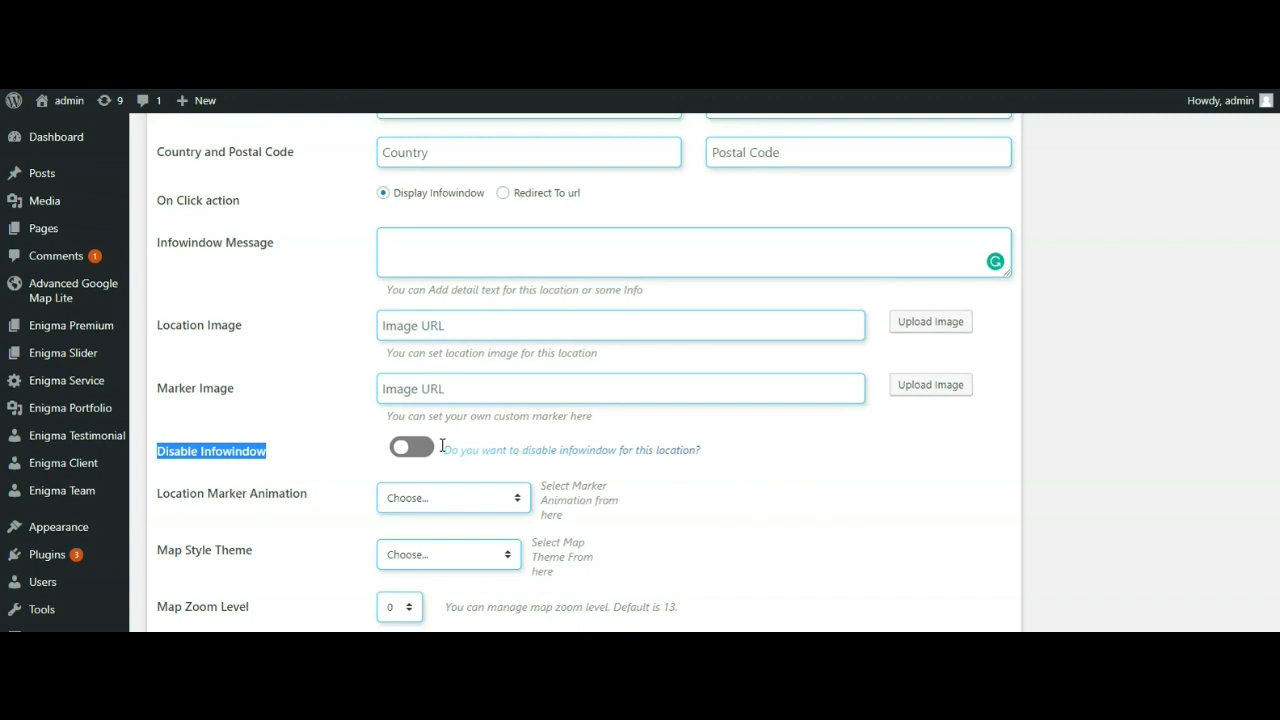 admin 9 1 New Howdy, admin
Dashboard
Posts
Media
Pages
Comments 1
Advanced Google
Map Lite
Enigma Premium
Enigma Slider
Enigma Service
Enigma Portfolio
Enigma Testimonial
Enigma Client
Enigma Team
Appearance
Plugins 3
Users
Tools
Country and Postal Code
Country
Postal Code
On Click action
Display Infowindow
Redirect To url
Infowindow Message
You can Add detail text for this location or some Info
Location Image
Image URL
Upload Image
You can set location image for this location
Marker Image
Image URL
Upload Image
You can set your own custom marker here
Disable Infowindow
Do you want to disable infowindow for this location?
Location Marker Animation
Choose...
Select Marker
Animation from
here
Map Style Theme
Choose...
Select Map
Theme From
here
Map Zoom Level
0
You can manage map zoom level. Default is 13.